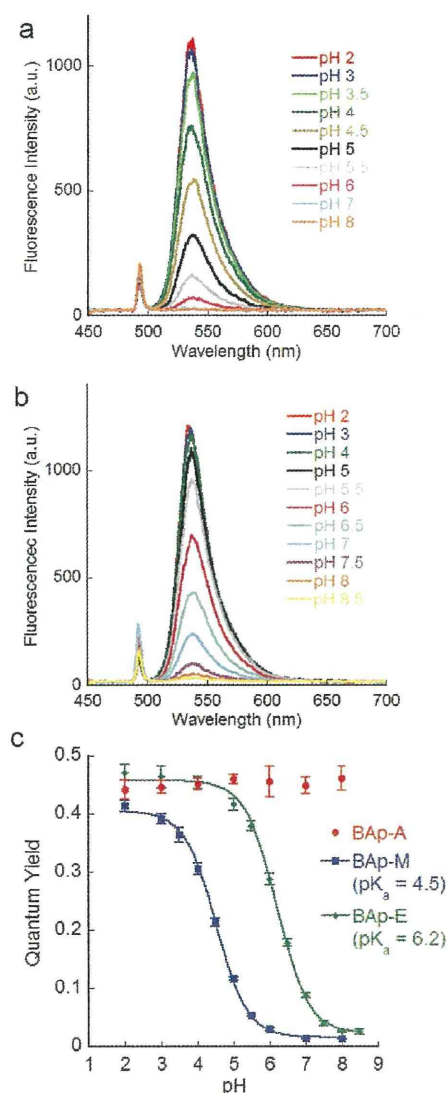 a
Fluorescence Intensity (a.u.)
1000
500
0
450 500 550 600 650 700
Wavelength (nm)
pH 2
pH 3
pH 3.5
pH 4
pH 4.5
pH 5
pH 5.5
pH 6
pH 7
pH 8
b
Fluorescencec Intensity (a.u.)
1000
500
0
450 500 550 600 650 700
Wavelength (nm)
pH 2
pH 3
pH 4
pH 5
pH 5.5
pH 6
pH 6.5
pH 7
pH 7.5
pH 8
pH 8.5
c
Quantum Yield
0.5
0.4
0.3
0.2
0.1
0
1 2 3 4 5 6 7 8 9
pH
BAp-A
BAp-M
(pKa = 4.5)
BAp-E
(pKa = 6.2)